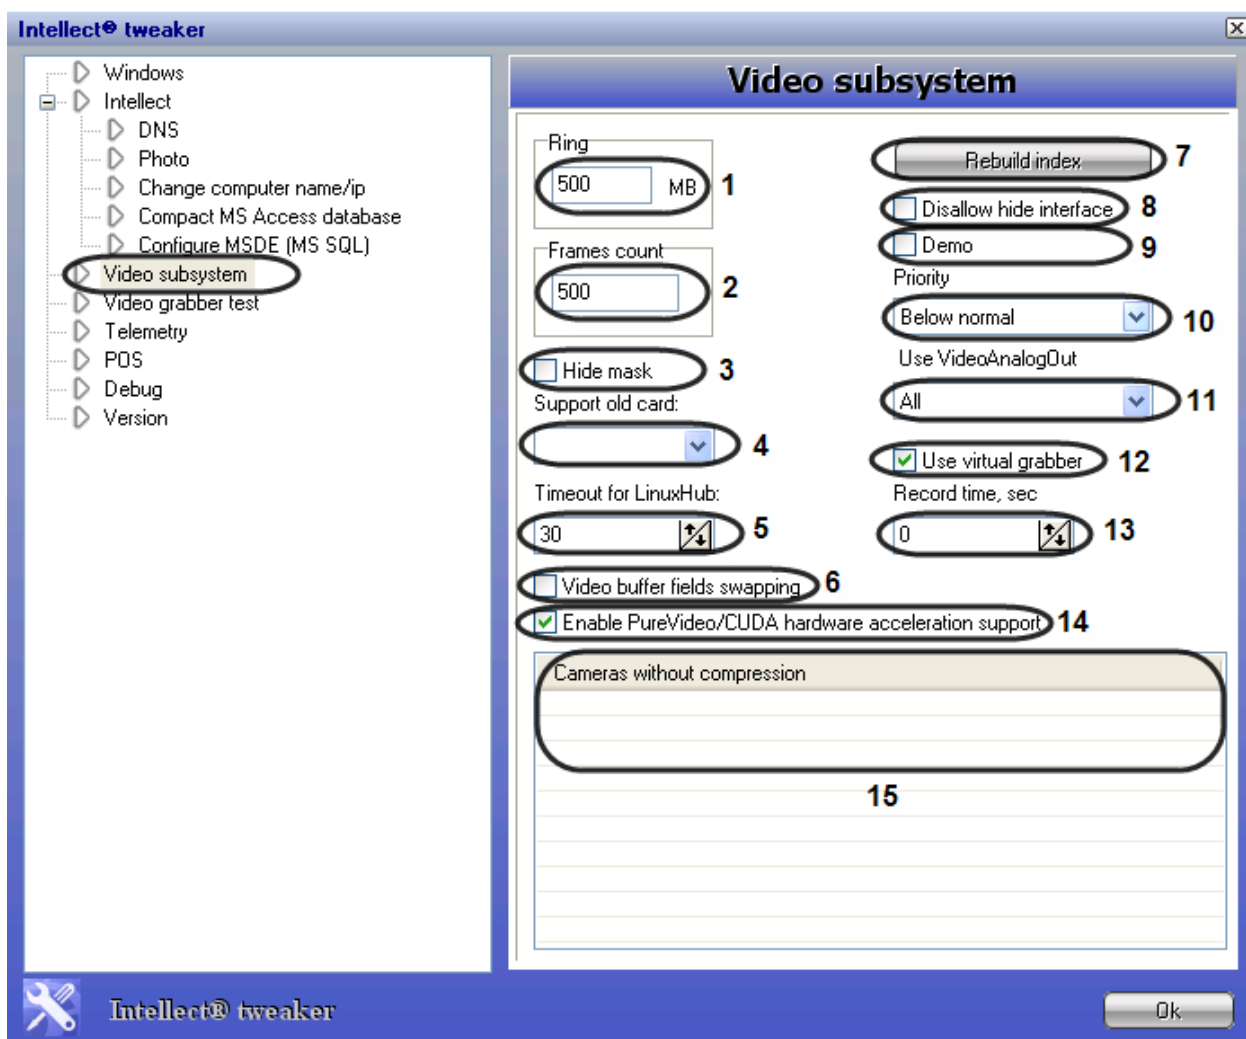 Intellect® tweaker
Windows
Intellect
DNS
Photo
Change computer name/ip
Compact MS Access database
Configure MSDE (MS SQL)
Video subsystem
Video grabber test
Telemetry
POS
Debug
Version
Video subsystem
Ring
500 MB 1
Frames count
500 2
Hide mask 3
Support old card:
4
Timeout for LinuxHub:
30 5
Video buffer fields swapping 6
Rebuild index 7
Disallow hide interface 8
Demo 9
Priority
Below normal 10
Use VideoAnalogOut
All 11
Use virtual grabber 12
Record time, sec
0 13
Enable PureVideo/CUDA hardware acceleration support 14
Cameras without compression
15
Intellect® tweaker
Ok